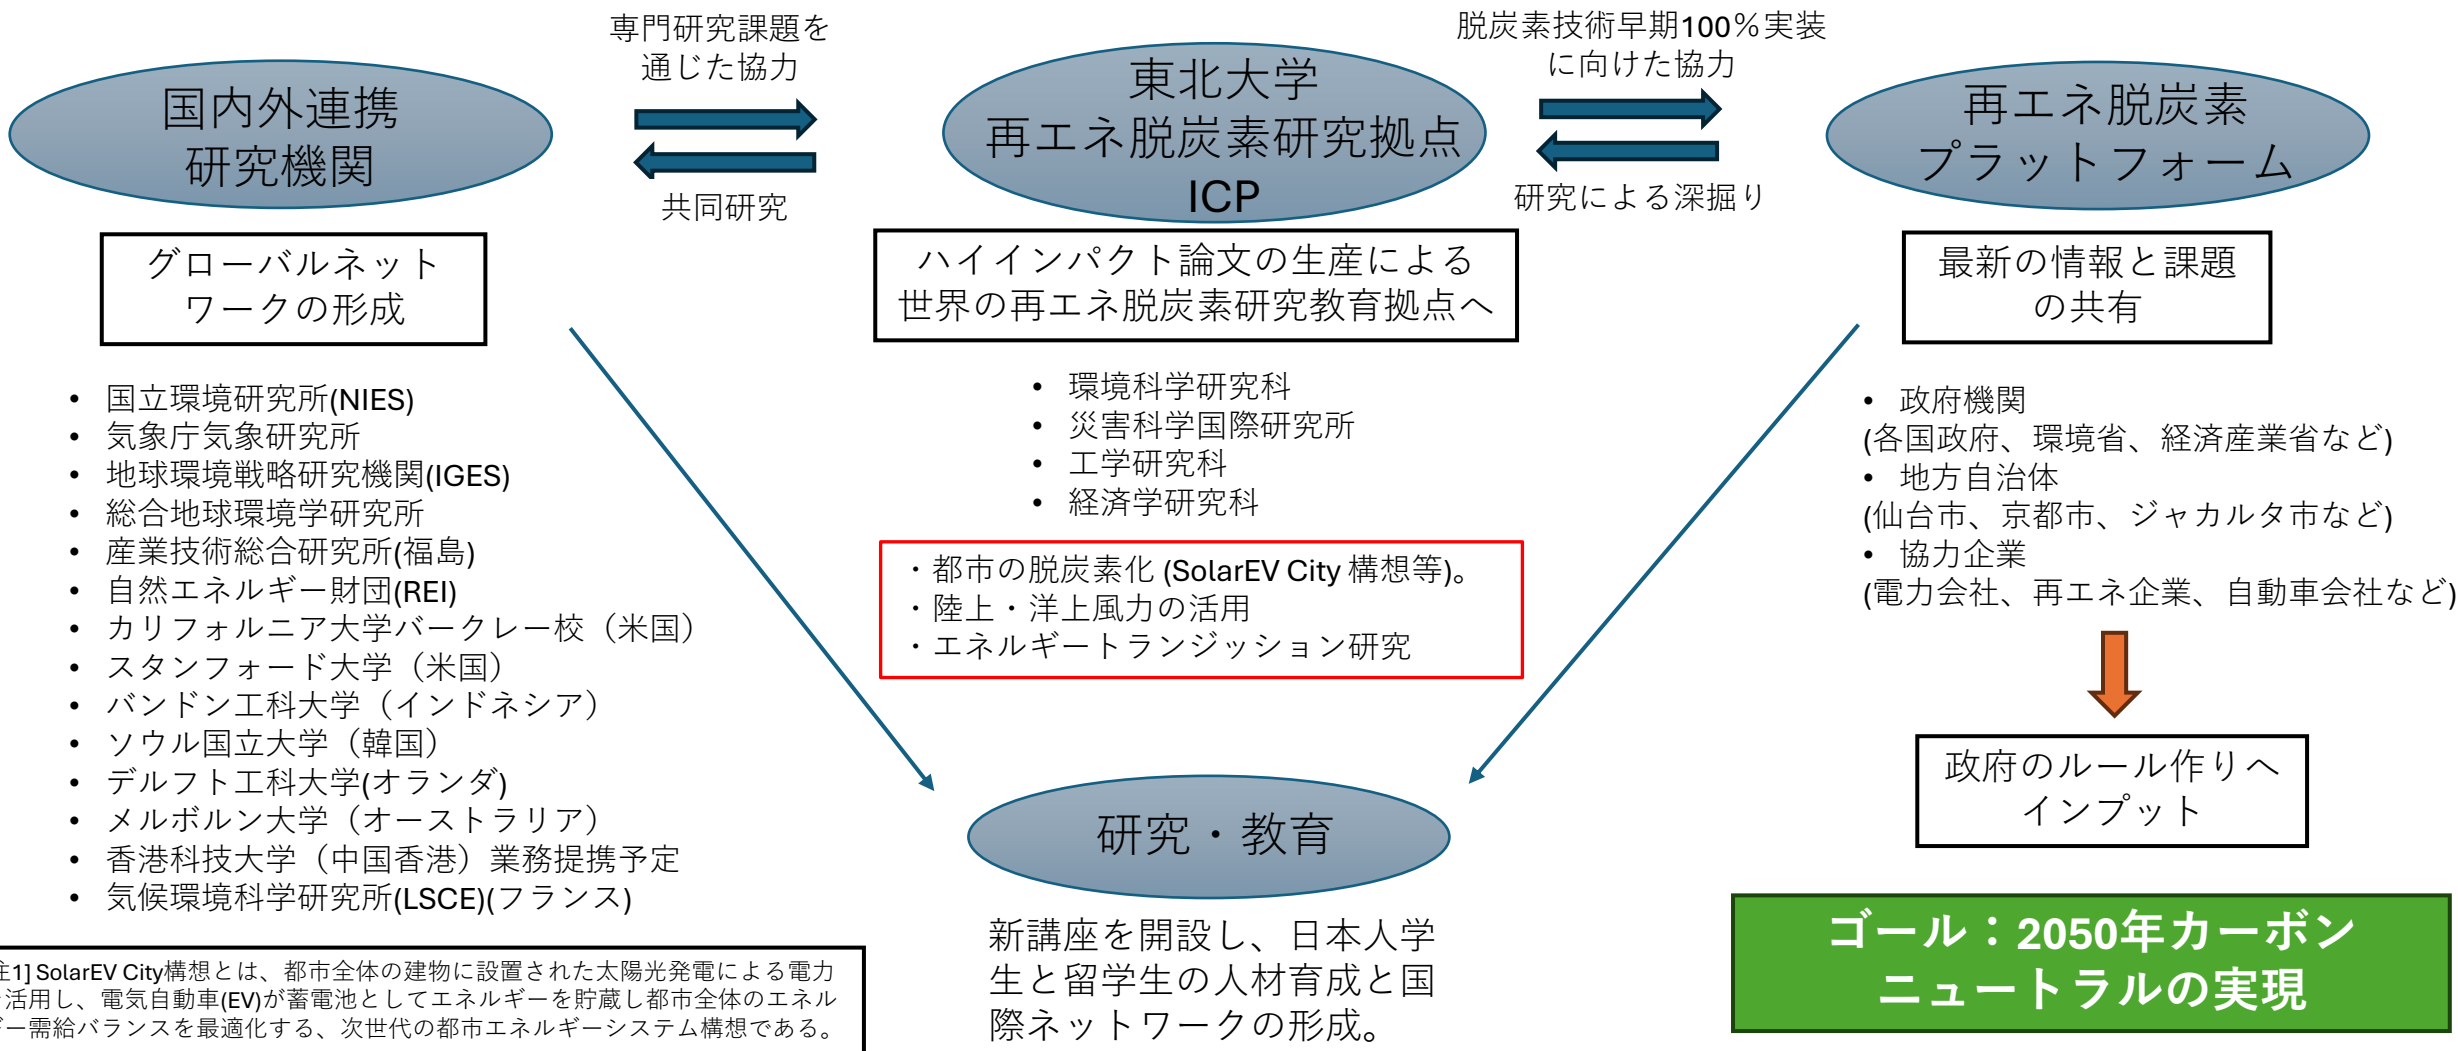 国内外連携
研究機関
専門研究課題を
通じた協力
共同研究
東北大学
再エネ脱炭素研究拠点
ICP
脱炭素技術早期100％実装
に向けた協力
研究による深掘り
再エネ脱炭素
プラットフォーム
グローバルネット
ワークの形成
• 国立環境研究所(NIES)
• 気象庁気象研究所
• 地球環境戦略研究機関(IGES)
• 総合地球環境学研究所
• 産業技術総合研究所(福島)
• 自然エネルギー財団(REI)
• カリフォルニア大学バークレー校（米国）
• スタンフォード大学（米国）
• バンドン工科大学（インドネシア）
• ソウル国立大学（韓国）
• デルフト工科大学(オランダ)
• メルボルン大学（オーストラリア）
• 香港科技大学（中国香港）業務提携予定
• 気候環境科学研究所(LSCE)(フランス)
ハイインパクト論文の生産による
世界の再エネ脱炭素研究教育拠点へ
• 環境科学研究科
• 災害科学国際研究所
• 工学研究科
• 経済学研究科
・都市の脱炭素化 (SolarEV City 構想等)。
・陸上・洋上風力の活用
・エネルギートランジッション研究
最新の情報と課題
の共有
• 政府機関
(各国政府、環境省、経済産業省など)
• 地方自治体
(仙台市、京都市、ジャカルタ市など)
• 協力企業
(電力会社、再エネ企業、自動車会社など)
政府のルール作りへ
インプット
研究・教育
新講座を開設し、日本人学
生と留学生の人材育成と国
際ネットワークの形成。
ゴール：2050年カーボン
ニュートラルの実現
注1] SolarEV City構想とは、都市全体の建物に設置された太陽光発電による電力
活用し、電気自動車(EV)が蓄電池としてエネルギーを貯蔵し都市全体のエネル
ギー需給バランスを最適化する、次世代の都市エネルギーシステム構想である。